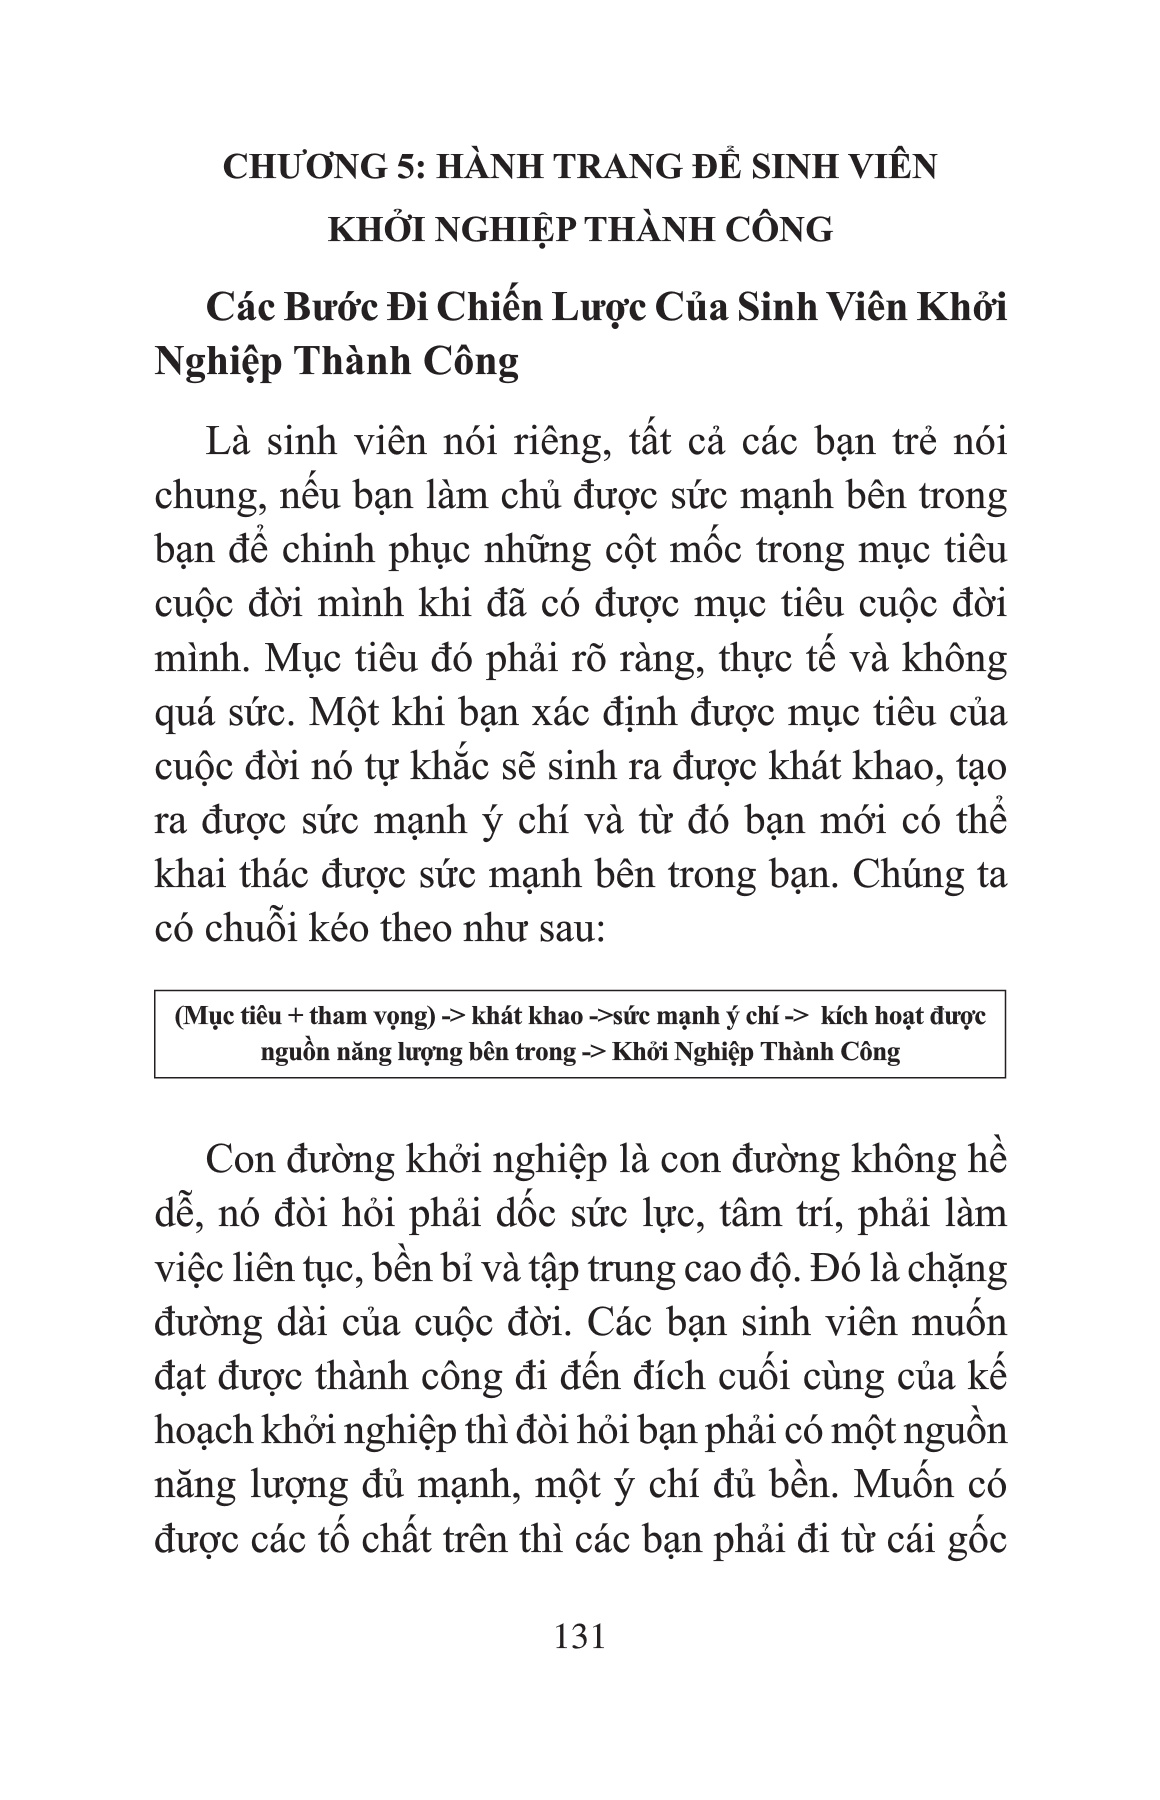 CHƯƠNG 5: HÀNH TRANG ĐỂ SINH VIÊN
KHỞI NGHIỆP THÀNH CÔNG
Các Bước Đi Chiến Lược Của Sinh Viên Khởi
Nghiệp Thành Công
Là sinh viên nói riêng, tất cả các bạn trẻ nói
chung, nếu bạn làm chủ được sức mạnh bên trong
bạn để chinh phục những cột mốc trong mục tiêu
cuộc đời mình khi đã có được mục tiêu cuộc đời
mình. Mục tiêu đó phải rõ ràng, thực tế và không
quá sức. Một khi bạn xác định được mục tiêu của
cuộc đời nó tự khắc sẽ sinh ra được khát khao, tạo
ra được sức mạnh ý chí và từ đó bạn mới có thể
khai thác được sức mạnh bên trong bạn. Chúng ta
có chuỗi kéo theo như sau:
(Mục tiêu + tham vọng) -> khát khao ->sức mạnh ý chí -> kích hoạt được
nguồn năng lượng bên trong -> Khởi Nghiệp Thành Công
Con đường khởi nghiệp là con đường không hề
dễ, nó đòi hỏi phải dốc sức lực, tâm trí, phải làm
việc liên tục, bền bỉ và tập trung cao độ. Đó là chặng
đường dài của cuộc đời. Các bạn sinh viên muốn
đạt được thành công đi đến đích cuối cùng của kế
hoạch khởi nghiệp thì đòi hỏi bạn phải có một nguồn
năng lượng đủ mạnh, một ý chí đủ bền. Muốn có
được các tố chất trên thì các bạn phải đi từ cái gốc
131